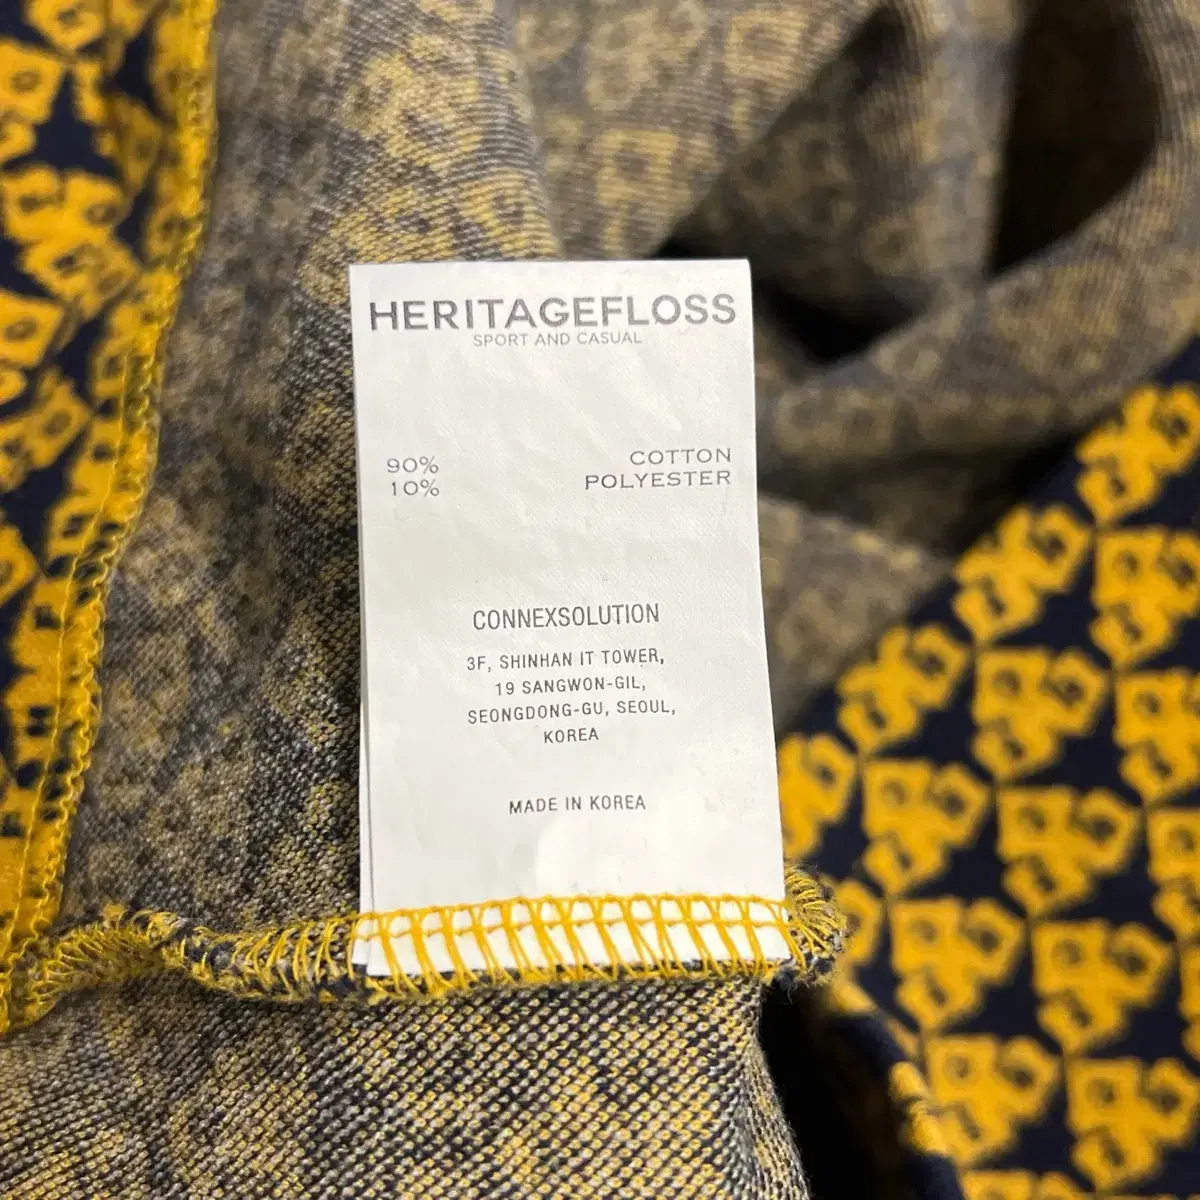 HERITAGEFLOSS
SPORT AND CASUAL
90% COTTON
10% POLYESTER
CONNEXSOLUTION
3F, SHINHAN IT TOWER,
19 SANGWON-GIL,
SEONGDONG-GU, SEOUL,
KOREA
MADE IN KOREA